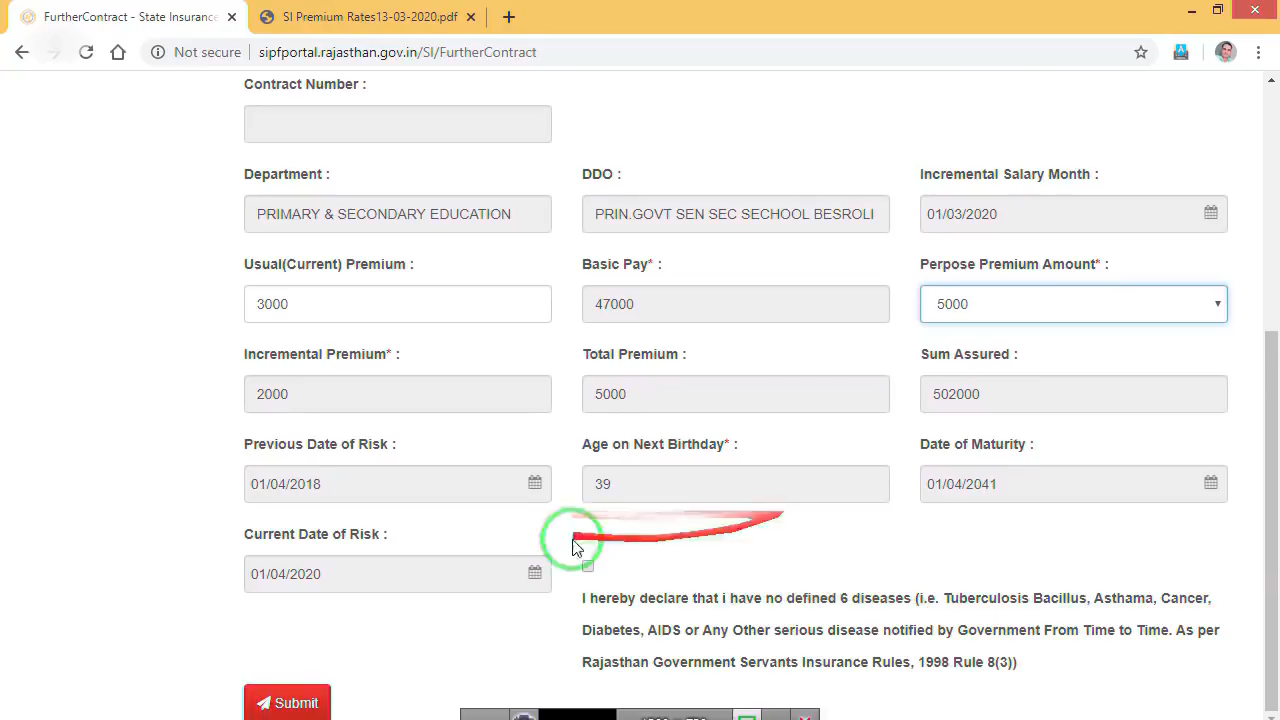 FurtherContract - State Insurance
SI Premium Rates13-03-2020.pdf
Not secure
sipfportal.rajasthan.gov.in/SI/FurtherContract
Contract Number :
Department :
DDO :
Incremental Salary Month :
PRIMARY & SECONDARY EDUCATION
PRIN.GOVT SEN SEC SECHOOL BESROLI
01/03/2020
Usual(Current) Premium :
Basic Pay* :
Perpose Premium Amount* :
3000
47000
5000
Incremental Premium* :
Total Premium :
Sum Assured :
2000
5000
502000
Previous Date of Risk :
Age on Next Birthday* :
Date of Maturity :
01/04/2018
39
01/04/2041
Current Date of Risk :
01/04/2020
I hereby declare that i have no defined 6 diseases (i.e. Tuberculosis Bacillus, Asthama, Cancer,
Diabetes, AIDS or Any Other serious disease notified by Government From Time to Time. As per
Rajasthan Government Servants Insurance Rules, 1998 Rule 8(3))
Submit